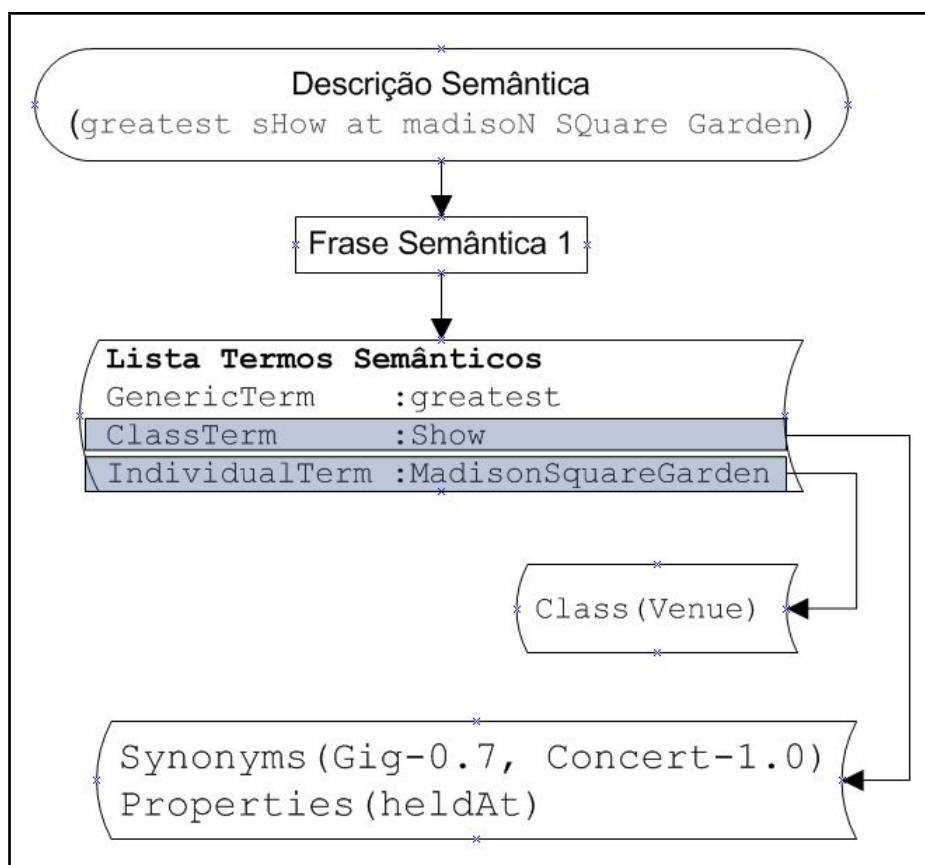 Descrição Semântica
(greatest sHow at madisoN SQuare Garden)
Frase Semântica 1
Lista Termos Semânticos
GenericTerm :greatest
ClassTerm :Show
IndividualTerm :MadisonSquareGarden
Class(Venue)
Synonyms(Gig-0.7, Concert-1.0)
Properties(heldAt)